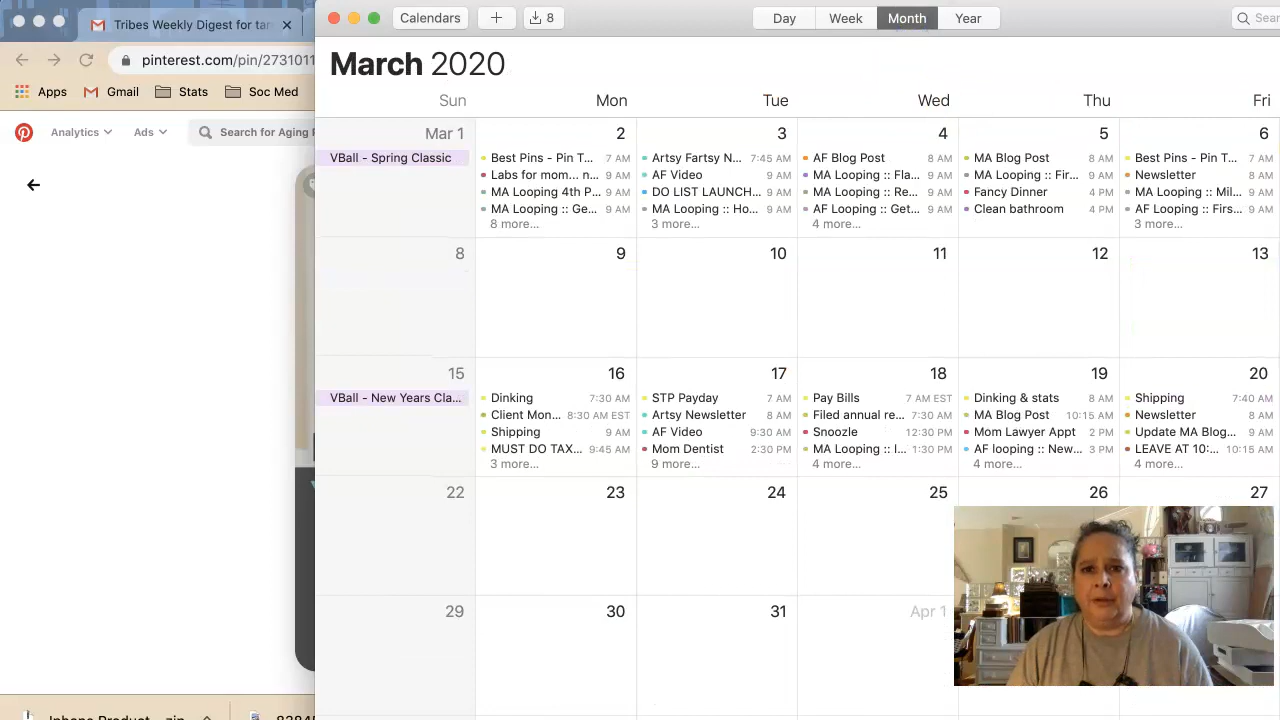 Tribes Weekly Digest for tar
Calendars
8
Day Week Month Year
pinterest.com/pin/2731011
March 2020
Apps Gmail Stats Soc Med
Sun Mon Tue Wed Thu Fri
Analytics Ads Search for Aging
Mar 1 2 3 4 5 6
VBall - Spring Classic
Best Pins - Pin T... 7 AM
Labs for mom... n... 9 AM
MA Looping 4th P... 9 AM
MA Looping :: Ge... 9 AM
8 more...
Artsy Fartsy N... 7:45 AM
AF Video 9 AM
DO LIST LAUNCH... 9 AM
MA Looping :: Ho... 9 AM
3 more...
AF Blog Post 8 AM
MA Looping :: Fla... 9 AM
MA Looping :: Re... 9 AM
AF Looping :: Get... 9 AM
4 more...
MA Blog Post 8 AM
MA Looping :: Fir... 9 AM
Fancy Dinner 4 PM
Clean bathroom 4 PM
Best Pins - Pin T... 7 AM
Newsletter 8 AM
MA Looping :: Mil... 9 AM
AF Looping :: Firs... 9 AM
3 more...
8 9 10 11 12 13
15 16 17 18 19 20
VBall - New Years Cla...
Dinking 7:30 AM
Client Mon... 8:30 AM EST
Shipping 9 AM
MUST DO TAX... 9:45 AM
3 more...
STP Payday 7 AM
Artsy Newsletter 8 AM
AF Video 9:30 AM
Mom Dentist 2:30 PM
9 more...
Pay Bills 7 AM EST
Filed annual re... 7:30 AM
Snoozle 12:30 PM
MA Looping :: I... 1:30 PM
4 more...
Dinking & stats 8 AM
MA Blog Post 10:15 AM
Mom Lawyer Appt 2 PM
AF looping :: New... 3 PM
4 more...
Shipping 7:40 AM
Newsletter 8 AM
Update MA Blog... 9 AM
LEAVE AT 10:... 10:15 AM
4 more...
22 23 24 25 26 27
29 30 31 Apr 1